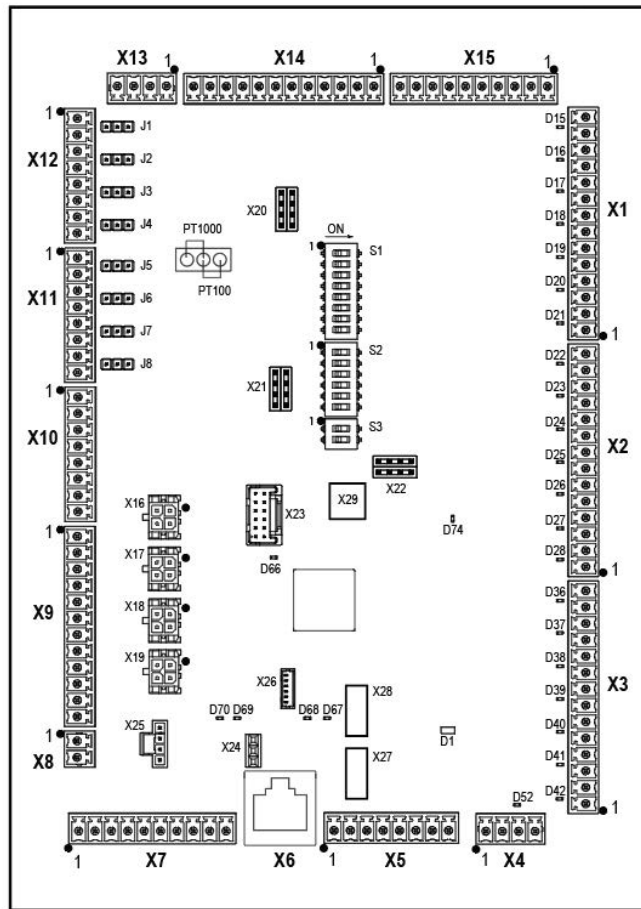 X13 1 X14 1 X15 1
1 J1 D15
X12 J2 D16
J3 X20 D17 X1
J4 PT1000 ON D18
1 S1
J5 D19
PT100
X11 J6 D20
J7 D21
1 S2 1
J8 D22
1 X21 D23
1 S3 D24
X10 X22 D25 X2
X16 X23 X29 D26
1 D74 D27
X17 D66 D28
1
X18 D36
X9 D37
X19 X26 D38
X28 D39 X3
D70 D69 D68 D67
1 X25 D1 D40
X8 X24 X27 D41
D52 D42
1
1 X7 X6 1 X5 1 X4